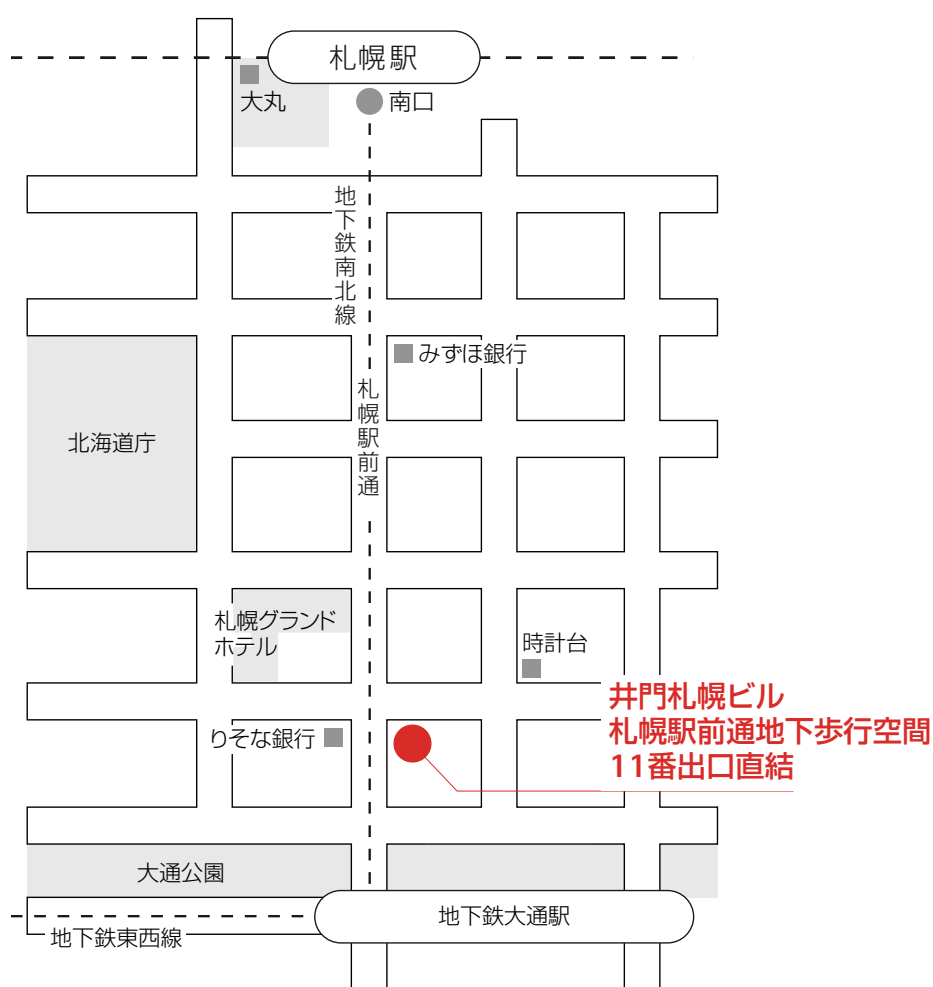 札幌駅
大丸
南口
地下鉄南北線
みずほ銀行
札幌駅前通
北海道庁
札幌グランド
ホテル
時計台
井門札幌ビル
札幌駅前通地下歩行空間
11番出口直結
りそな銀行
大通公園
地下鉄大通駅
地下鉄東西線